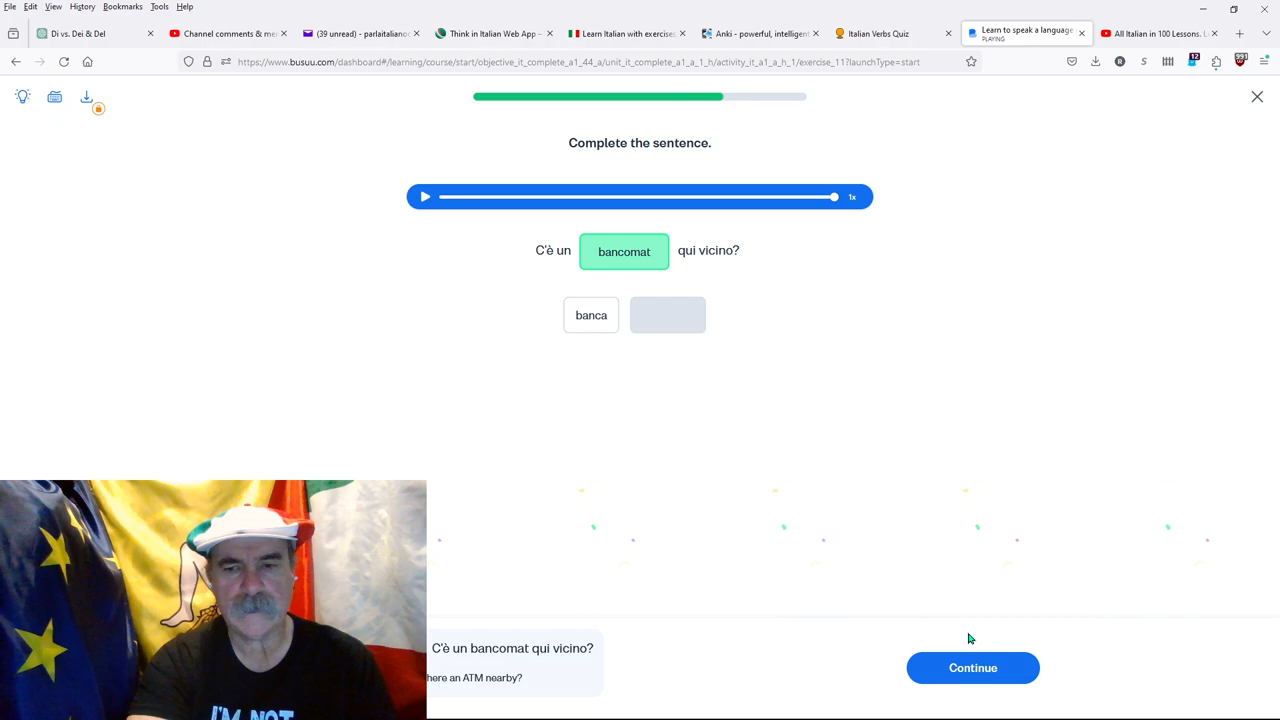 File Edit View History Bookmarks Tools Help
Di vs. Dei & Del
Channel comments & me
(39 unread) - parlaitaliano
Think in Italian Web App –
Learn Italian with exercises
Anki - powerful, intelligent
Italian Verbs Quiz
Learn to speak a language
PLAYING
All Italian in 100 Lessons. L
https://www.busuu.com/dashboard#/learning/course/start/objective_it_complete_a1_44_a/unit_it_complete_a1_a_1_h/activity_it_a1_a_h_1/exercise_11?launchType=start
12
99
Complete the sentence.
1x
C'è un bancomat qui vicino?
banca
C'è un bancomat qui vicino?
here an ATM nearby?
Continue
I'M NOT